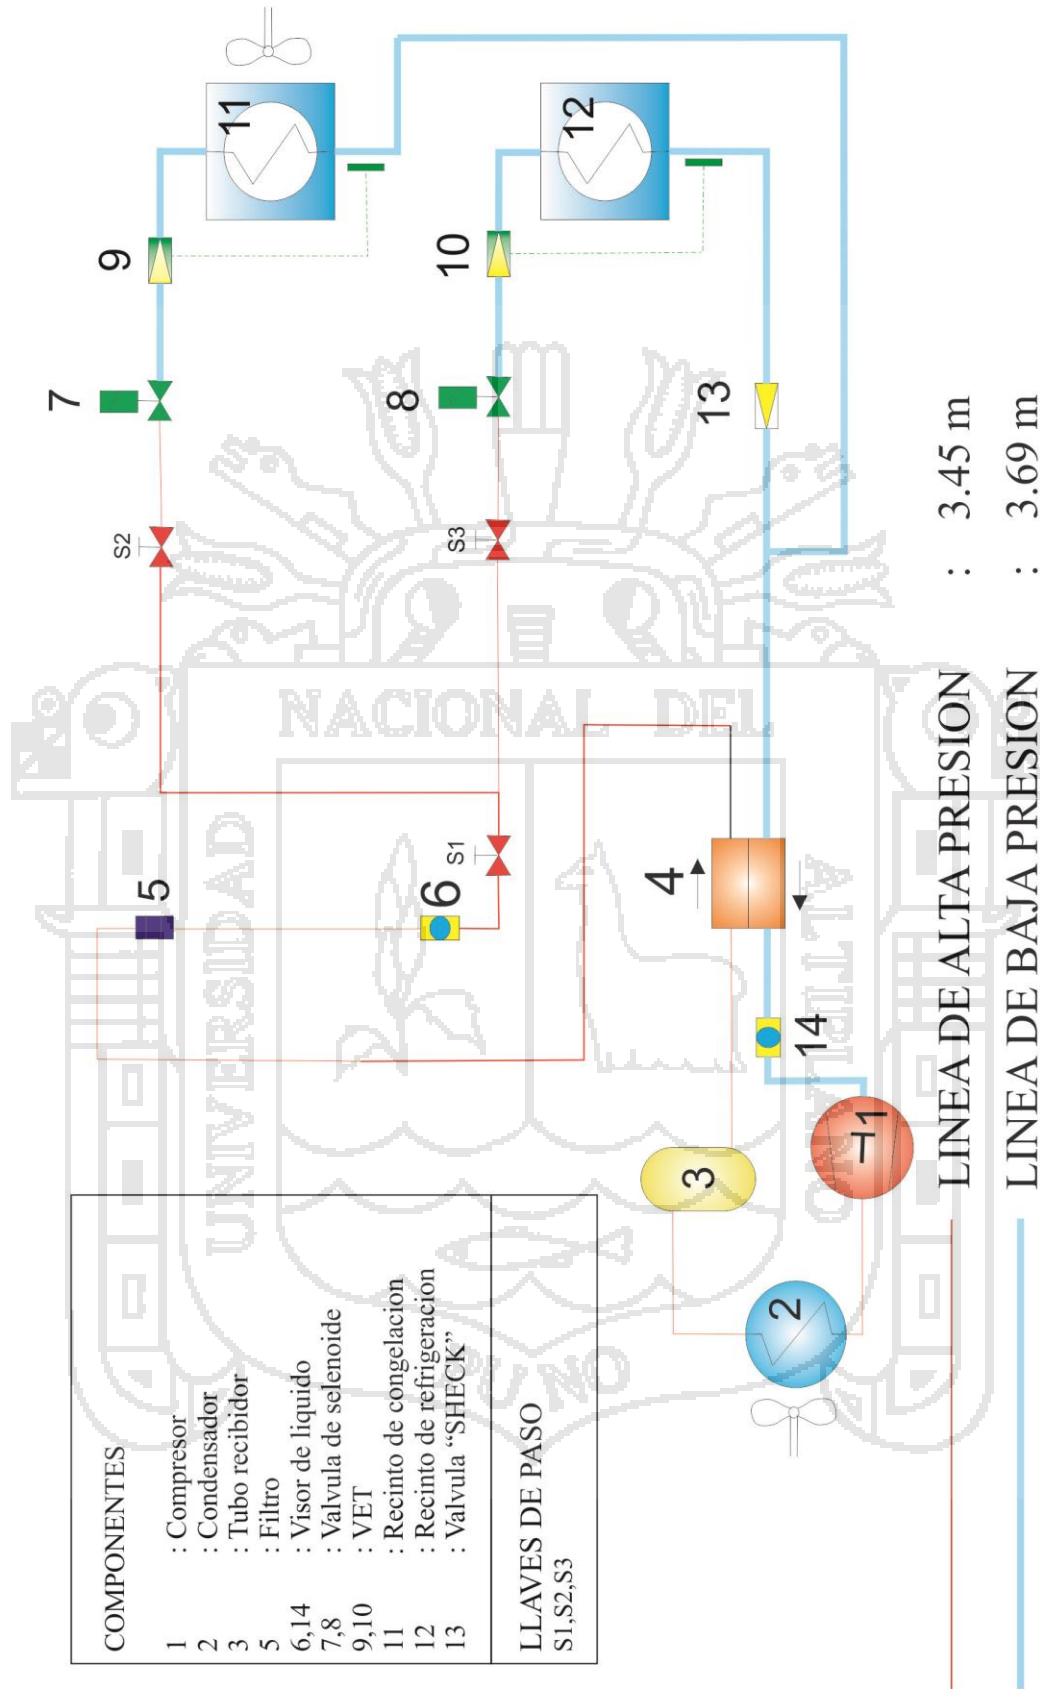 COMPONENTES
1 : Compresor
2 : Condensador
3 : Tubo recibidor
5 : Filtro
6,14 : Visor de liquido
7,8 : Valvula de selenoide
9,10 : VET
11 : Recinto de congelacion
12 : Recinto de refrigeracion
13 : Valvula “SHECK”
LLAVES DE PASO
S1,S2,S3
5
6
S1
S2
S3
7
8
9
10
11
12
13
4
14
3
2
1
LINEA DE ALTA PRESION : 3.45 m
LINEA DE BAJA PRESION : 3.69 m
UNIVERSIDAD
NACIONAL DEL
ALTIPLANO
PUNO